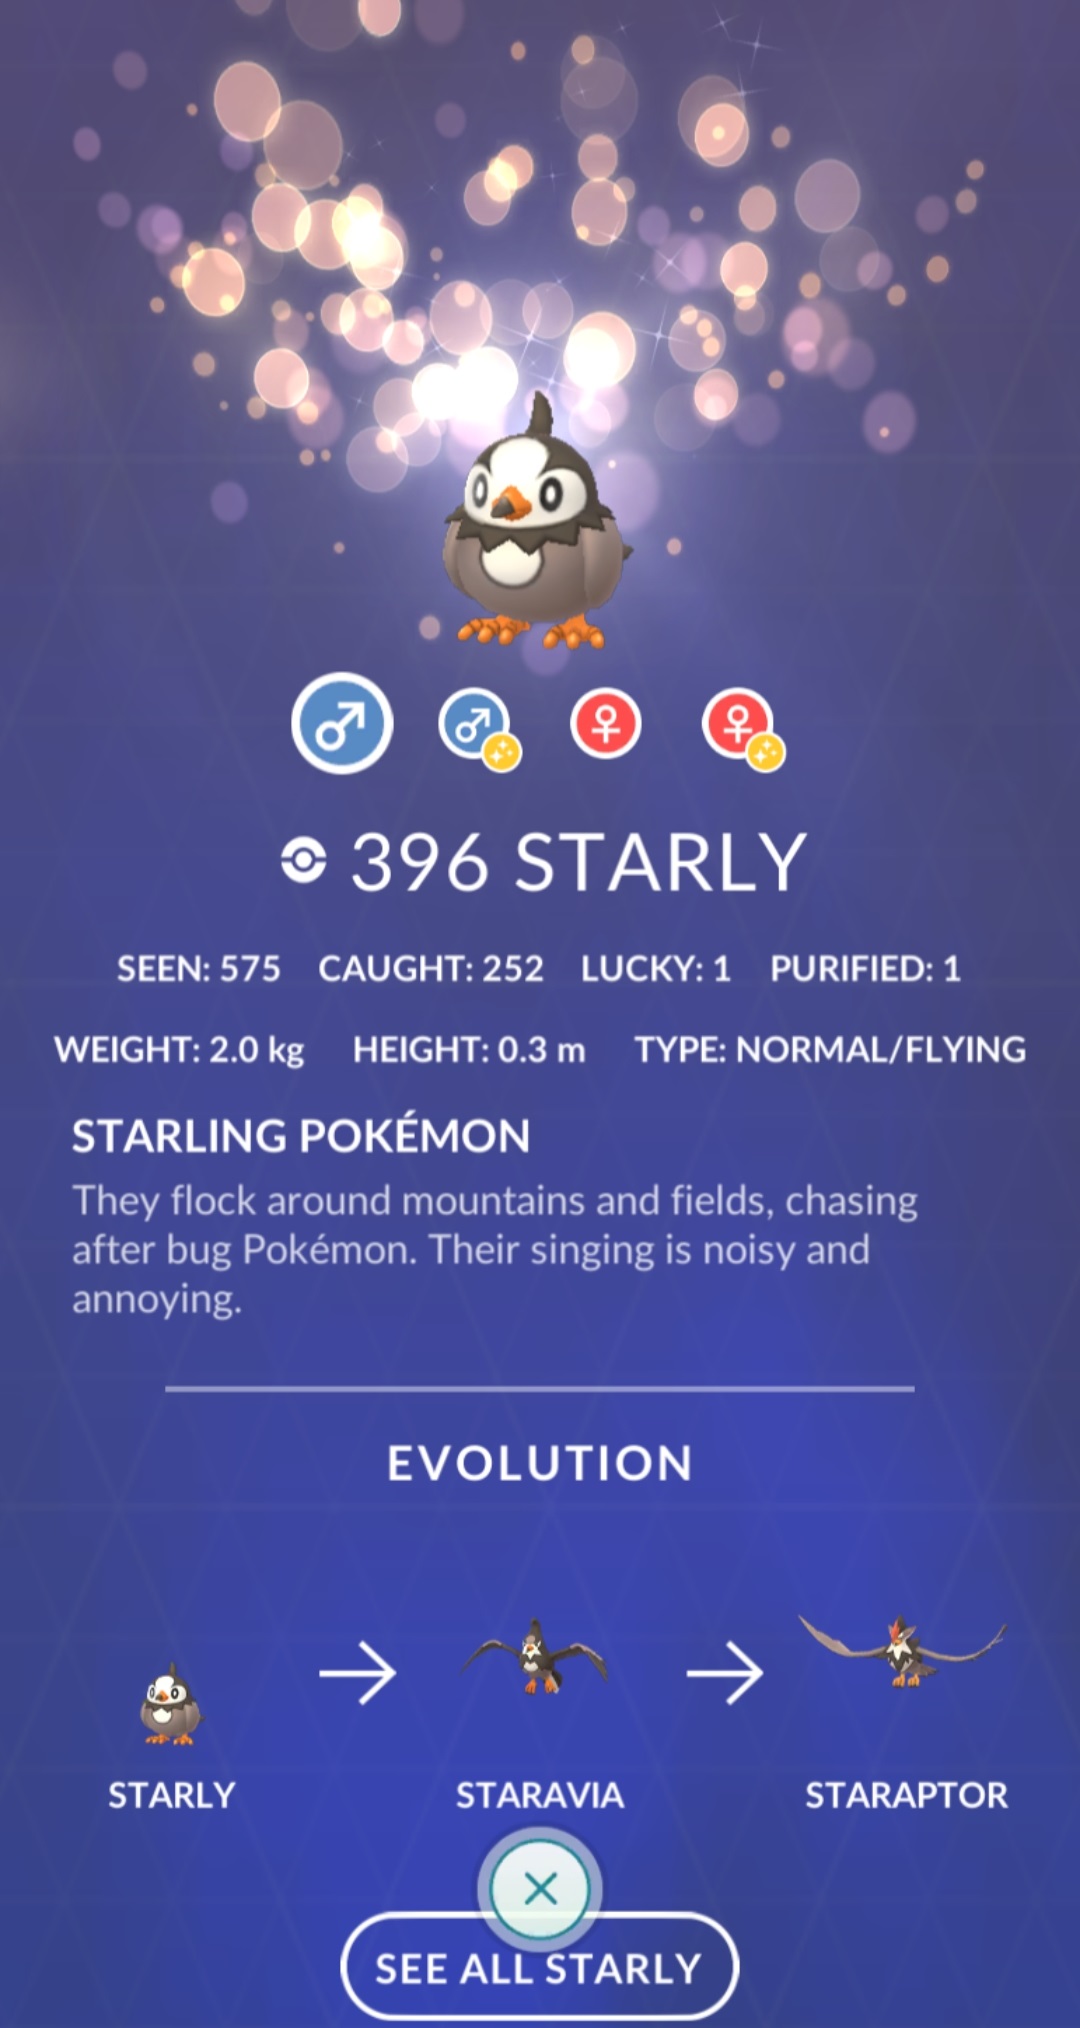 396 STARLY
SEEN: 575 CAUGHT: 252 LUCKY: 1 PURIFIED: 1
WEIGHT: 2.0 kg HEIGHT: 0.3 m TYPE: NORMAL/FLYING
STARLING POKÉMON
They flock around mountains and fields, chasing
after bug Pokémon. Their singing is noisy and
annoying.
EVOLUTION
STARLY STARAVIA STARAPTOR
SEE ALL STARLY